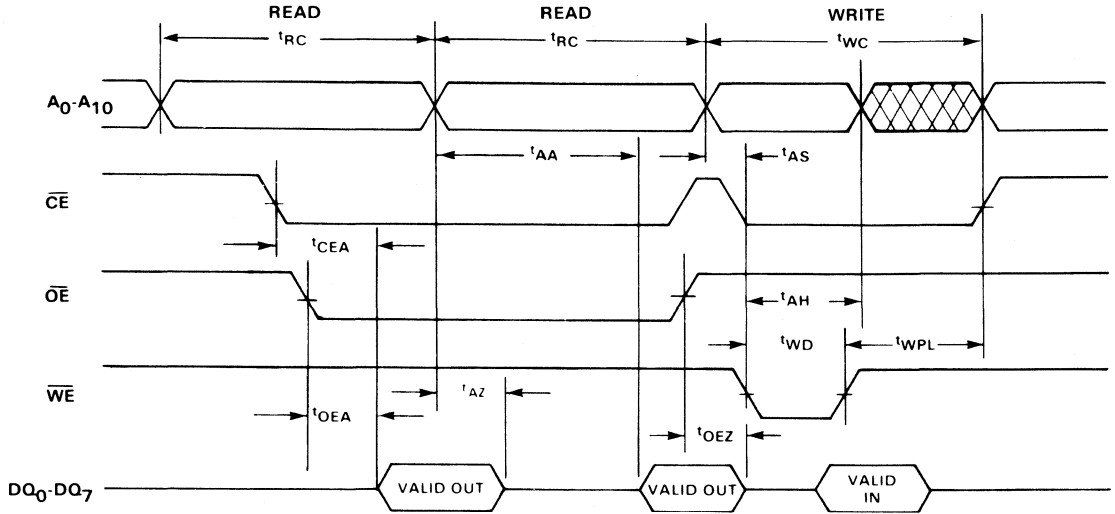 READ READ WRITE
tRC tRC tWC
A0-A10
tAA tAS
CE
tCEA
OE
tAH
tWD tWPL
WE
tAZ
tOEA
tOEZ
DQ0-DQ7 VALID OUT VALID OUT VALID
IN